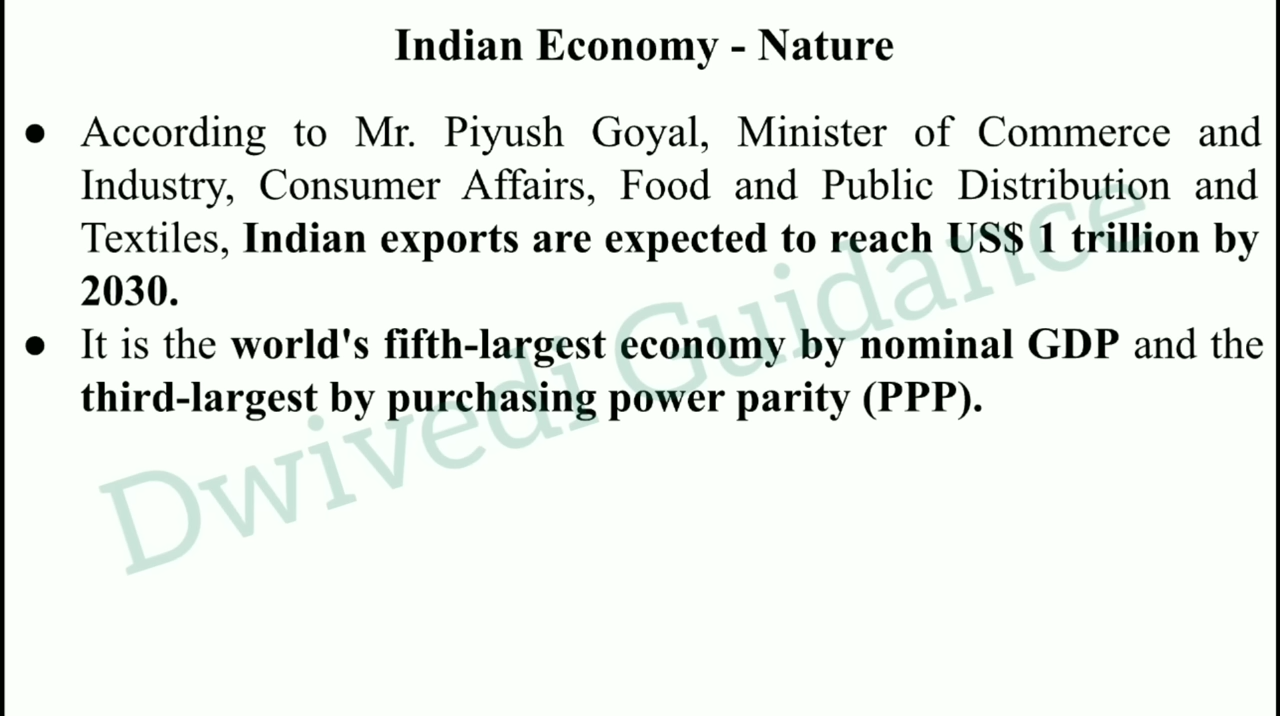 Indian Economy - Nature
● According to Mr. Piyush Goyal, Minister of Commerce and
Industry, Consumer Affairs, Food and Public Distribution and
Textiles, Indian exports are expected to reach US$ 1 trillion by
2030.
● It is the world's fifth-largest economy by nominal GDP and the
third-largest by purchasing power parity (PPP).
Dwivedi Guidance